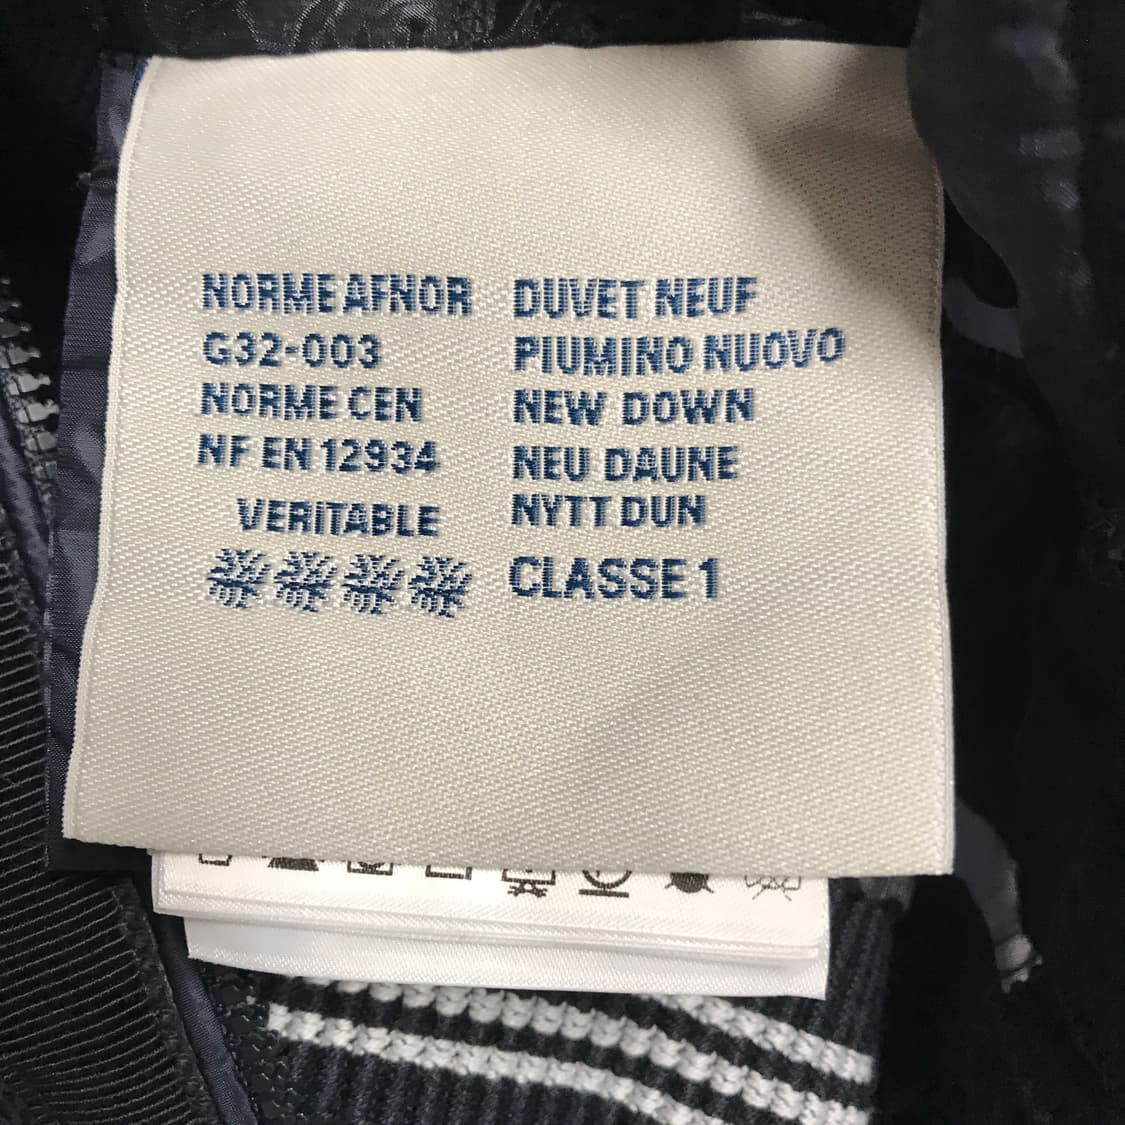 NORME AFNOR
G32-003
NORME CEN
NF EN 12934
VERITABLE
DUVET NEUF
PIUMINO NUOVO
NEW DOWN
NEU DAUNE
NYTT DUN
CLASSE 1